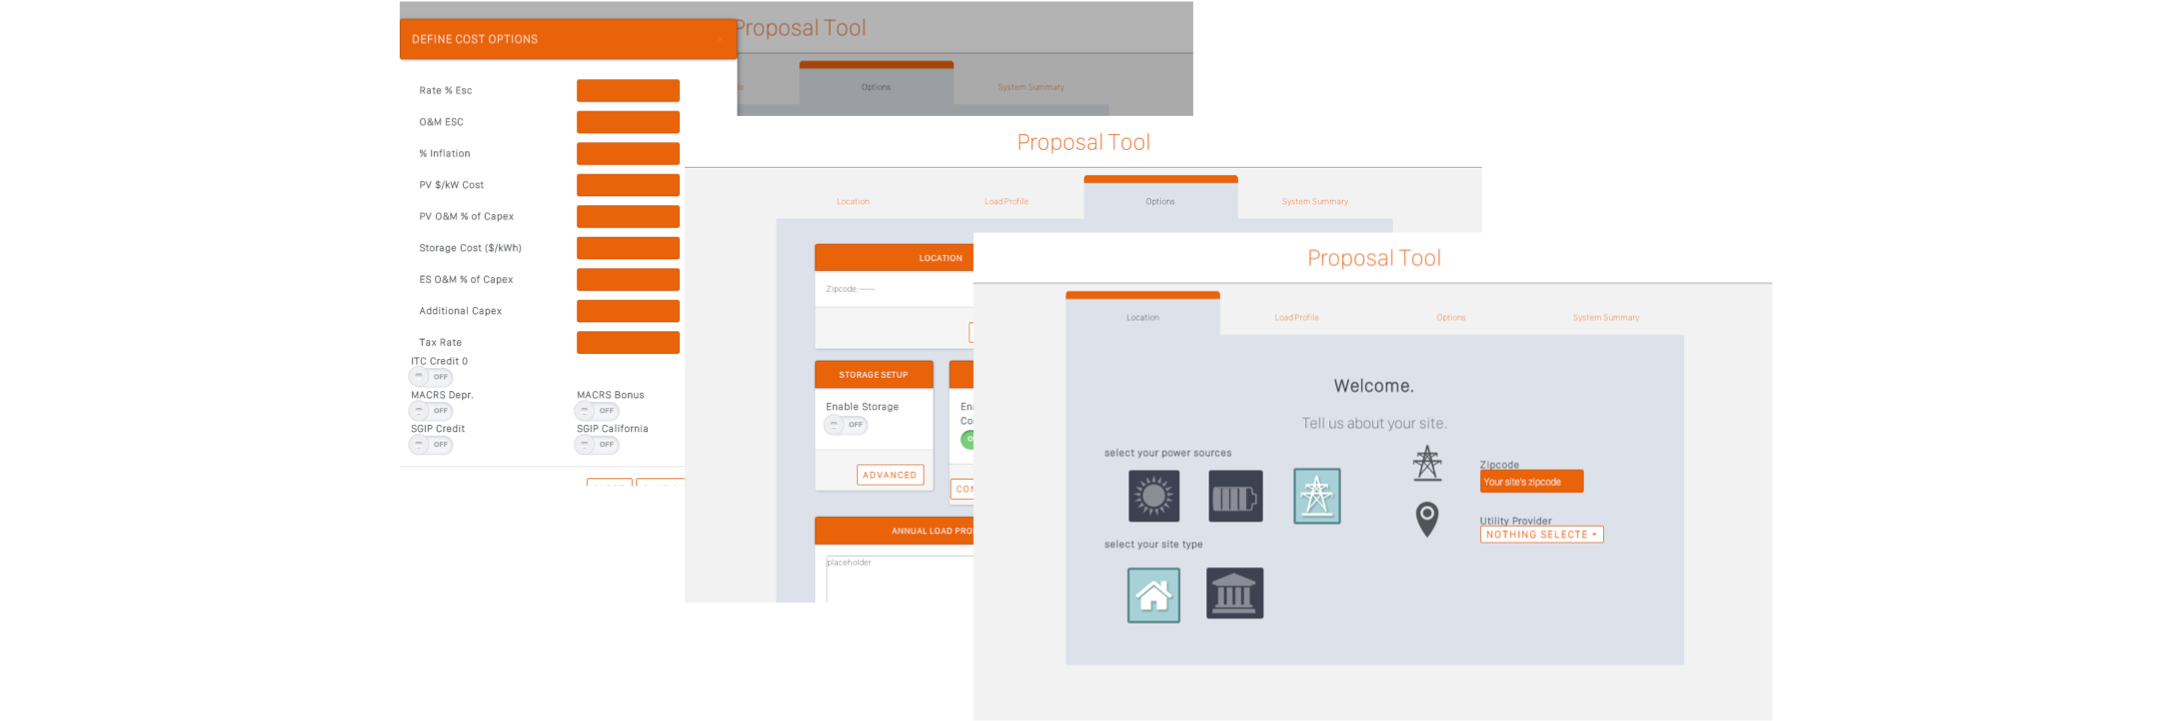 Proposal Tool
DEFINE COST OPTIONS
Options
System Summary
Rate % Esc
O&M ESC
% Inflation
PV $/kW Cost
PV O&M % of Capex
Storage Cost ($/kWh)
ES O&M % of Capex
Additional Capex
Tax Rate
ITC Credit 0
OFF
MACRS Depr.
MACRS Bonus
OFF
OFF
SGIP Credit
SGIP California
OFF
OFF
Proposal Tool
Location
Load Profile
Options
System Summary
LOCATION
Zipcode: -----
STORAGE SETUP
Enable Storage
OFF
ADVANCED
ANNUAL LOAD PRO
placeholder
Proposal Tool
Location
Load Profile
Options
System Summary
Welcome.
Tell us about your site.
select your power sources
Zipcode
Your site's zipcode
Utility Provider
NOTHING SELECTE
select your site type